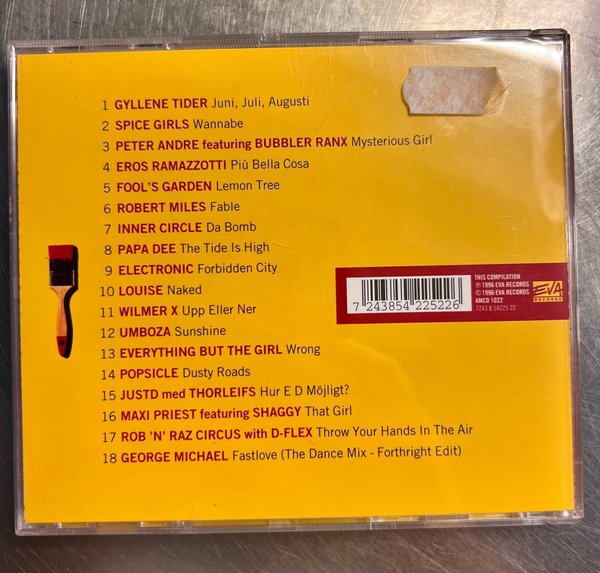 1 GYLLENE TIDER Juni, Juli, Augusti
2 SPICE GIRLS Wannabe
3 PETER ANDRE featuring BUBBLER RANX Mysterious Girl
4 EROS RAMAZZOTTI Più Bella Cosa
5 FOOL'S GARDEN Lemon Tree
6 ROBERT MILES Fable
7 INNER CIRCLE Da Bomb
8 PAPA DEE The Tide Is High
9 ELECTRONIC Forbidden City
10 LOUISE Naked
11 WILMER X Upp Eller Ner
12 UMBOZA Sunshine
13 EVERYTHING BUT THE GIRL Wrong
14 POPSICLE Dusty Roads
15 JUSTD med THORLEIFS Hur E D Möjligt?
16 MAXI PRIEST featuring SHAGGY That Girl
17 ROB 'N' RAZ CIRCUS with D-FLEX Throw Your Hands In The Air
18 GEORGE MICHAEL Fastlove (The Dance Mix - Forthright Edit)
7 243854 225226
THIS COMPILATION
℗ 1996 EVA RECORDS
© 1996 EVA RECORDS
AMCD 1022
7243 8 54225 22
EVA
RECORDS